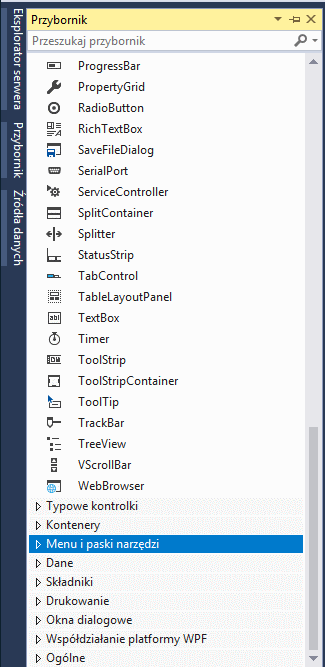 Eksplorator serwera
Przybornik
Źródła danych
Przybornik
Przeszukaj przybornik
ProgressBar
PropertyGrid
RadioButton
RichTextBox
SaveFileDialog
SerialPort
ServiceController
SplitContainer
Splitter
StatusStrip
TabControl
TableLayoutPanel
TextBox
Timer
ToolStrip
ToolStripContainer
ToolTip
TrackBar
TreeView
VScrollBar
WebBrowser
Typowe kontrolki
Kontenery
Menu i paski narzędzi
Dane
Składniki
Drukowanie
Okna dialogowe
Współdziałanie platformy WPF
Ogólne